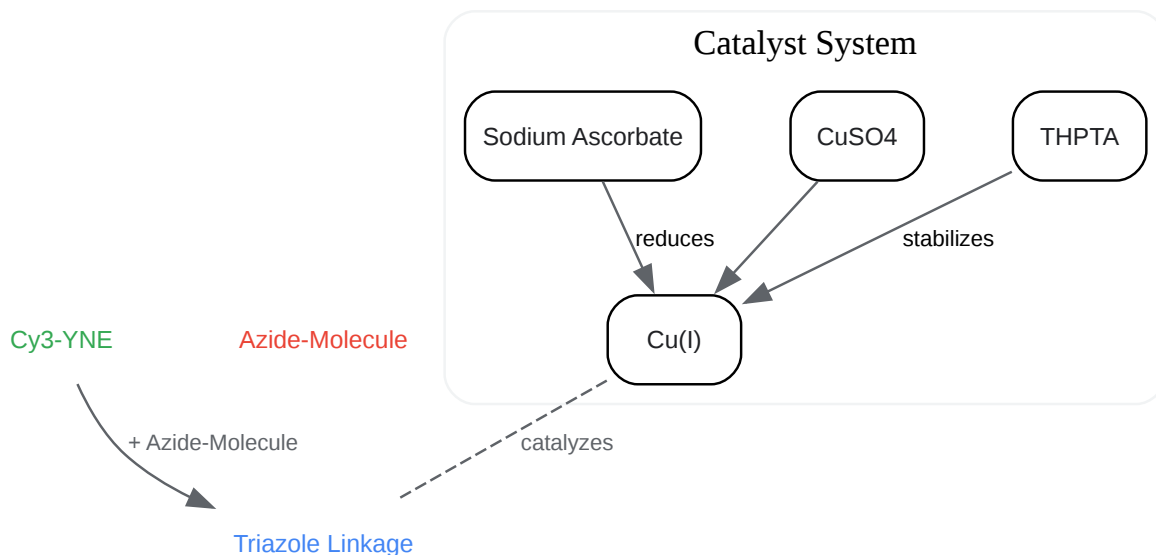 Catalyst System
Sodium Ascorbate
CuSO4
THPTA
reduces
stabilizes
Cy3-YNE
Azide-Molecule
Cu(I)
+ Azide-Molecule
catalyzes
Triazole Linkage